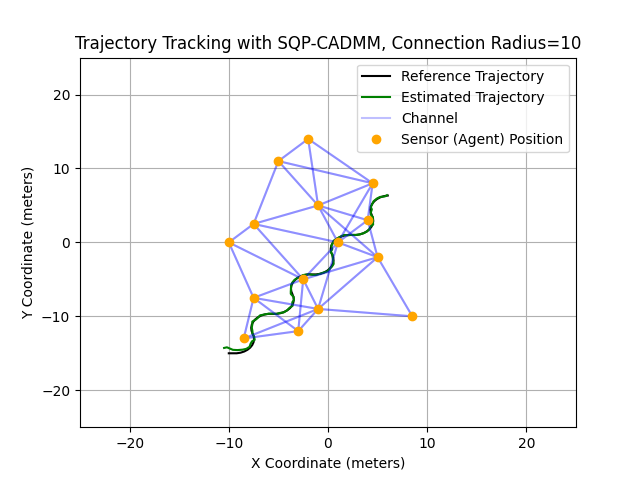 Trajectory Tracking with SQP-CADMM, Connection Radius=10
Reference Trajectory
Estimated Trajectory
Channel
Sensor (Agent) Position
Y Coordinate (meters)
20
10
0
−10
−20
−20
−10
0
10
20
X Coordinate (meters)